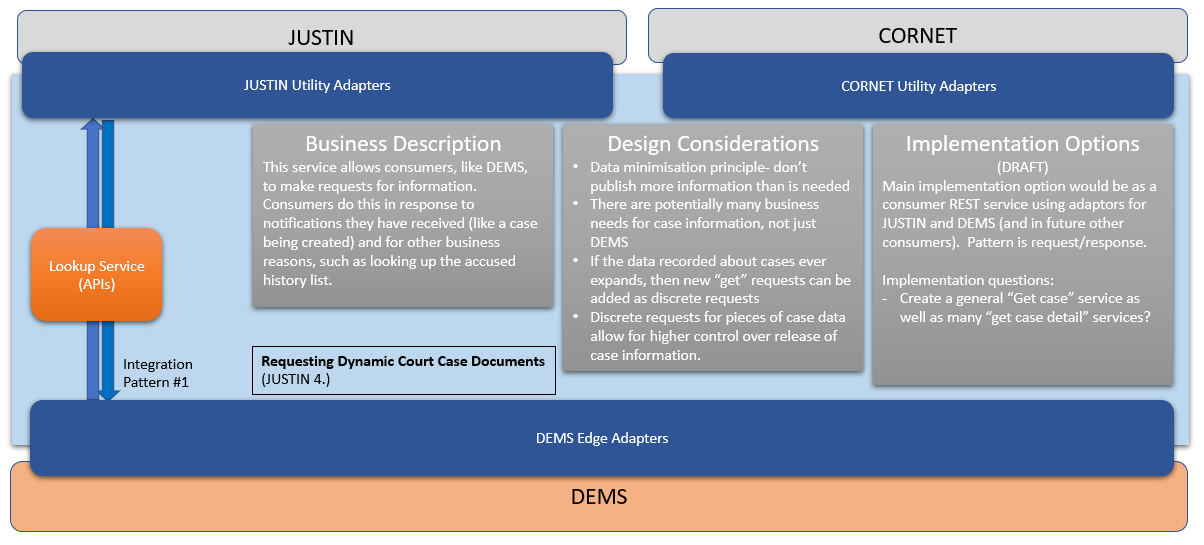 JUSTIN
CORNET
JUSTIN Utility Adapters
CORNET Utility Adapters
Business Description
This service allows consumers, like DEMS,
to make requests for information.
Consumers do this in response to
notifications they have received (like a case
being created) and for other business
reasons, such as looking up the accused
history list.
Design Considerations
• Data minimisation principle- don't
publish more information than is needed
• There are potentially many business
needs for case information, not just
DEMS
• If the data recorded about cases ever
expands, then new “get” requests can be
added as discrete requests
• Discrete requests for pieces of case data
allow for higher control over release of
case information.
Implementation Options
(DRAFT)
Main implementation option would be as a
consumer REST service using adaptors for
JUSTIN and DEMS (and in future other
consumers). Pattern is request/response.
Implementation questions:
- Create a general “Get case” service as
well as many “get case detail” services?
Lookup Service
(APIs)
Integration
Pattern #1
Requesting Dynamic Court Case Documents
(JUSTIN 4.)
DEMS Edge Adapters
DEMS